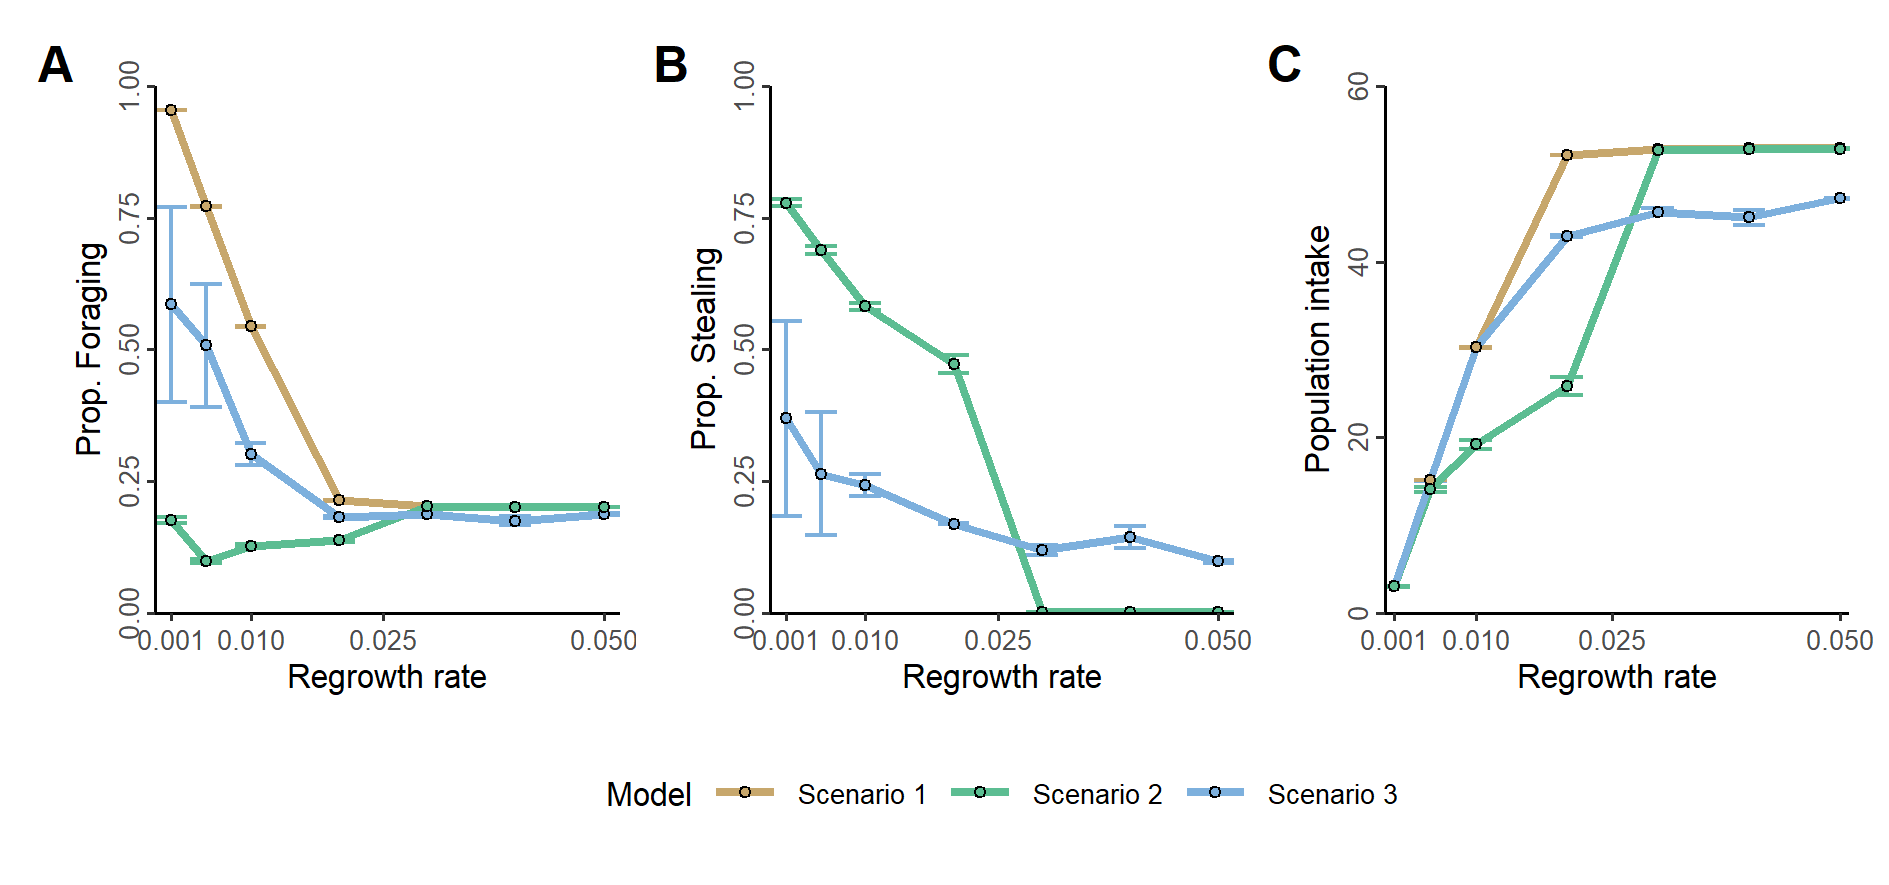 A
B
C
Prop. Foraging
1.00
0.75
0.50
0.25
0.00
0.001
0.010
0.025
0.050
Regrowth rate
Prop. Stealing
1.00
0.75
0.50
0.25
0.00
0.001
0.010
0.025
0.050
Regrowth rate
Population intake
60
40
20
0
0.001
0.010
0.025
0.050
Regrowth rate
Model
Scenario 1
Scenario 2
Scenario 3